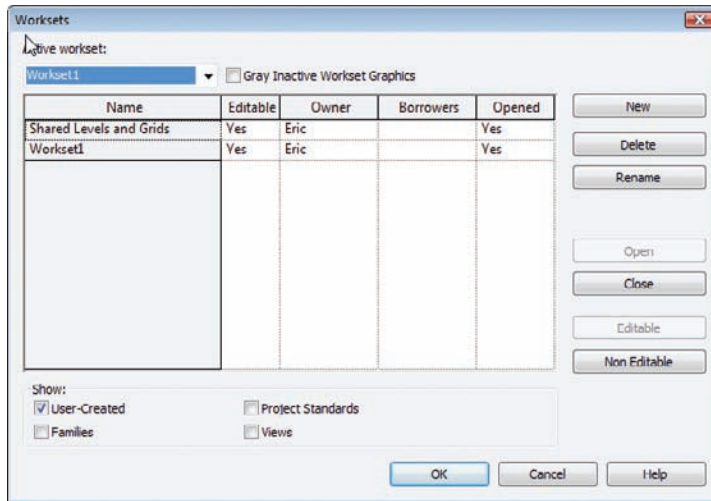 Worksets
Active workset:
Workset1
Gray Inactive Workset Graphics
Name Editable Owner Borrowers Opened
Shared Levels and Grids Yes Eric Yes
Workset1 Yes Eric Yes
New
Delete
Rename
Open
Close
Editable
Non Editable
Show:
User-Created Project Standards
Families Views
OK Cancel Help